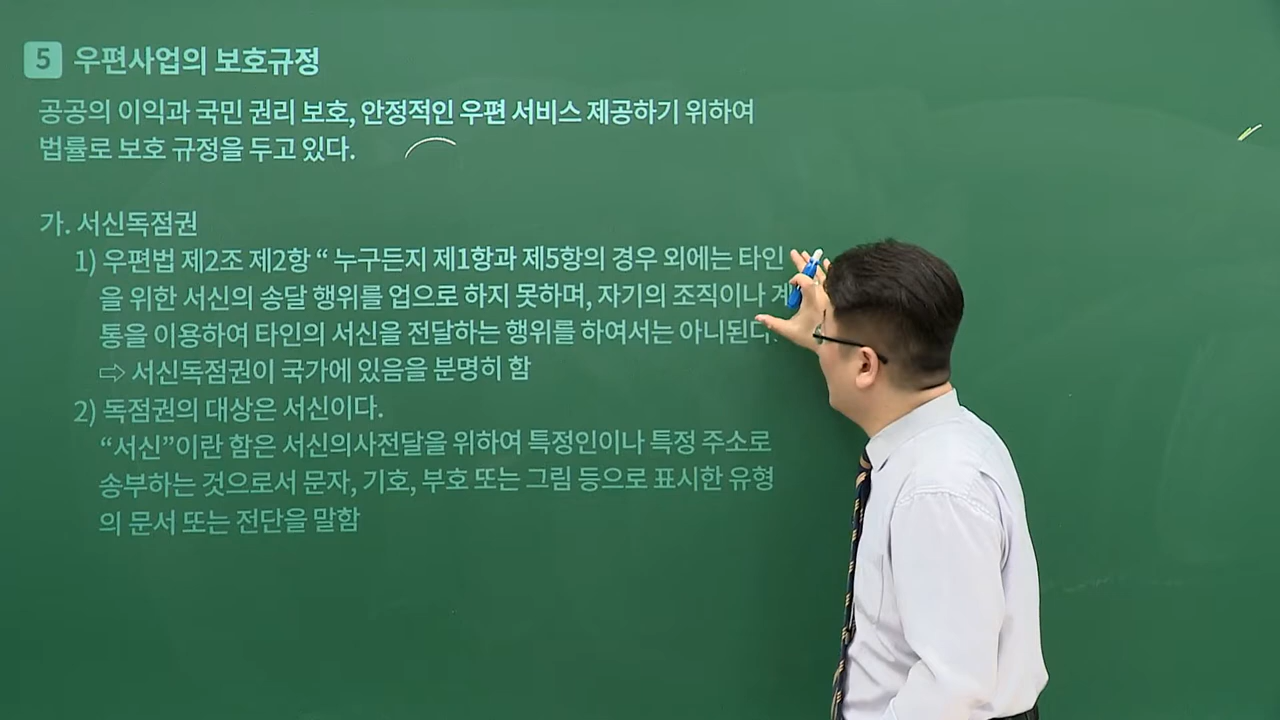 5 우편사업의 보호규정
공공의 이익과 국민 권리 보호, 안정적인 우편 서비스 제공하기 위하여
법률로 보호 규정을 두고 있다.
가. 서신독점권
1) 우편법 제2조 제2항 “ 누구든지 제1항과 제5항의 경우 외에는 타인
을 위한 서신의 송달 행위를 업으로 하지 못하며, 자기의 조직이나 계
통을 이용하여 타인의 서신을 전달하는 행위를 하여서는 아니된다.
⇨ 서신독점권이 국가에 있음을 분명히 함
2) 독점권의 대상은 서신이다.
“서신”이란 함은 서신의사전달을 위하여 특정인이나 특정 주소로
송부하는 것으로서 문자, 기호, 부호 또는 그림 등으로 표시한 유형
의 문서 또는 전단을 말함